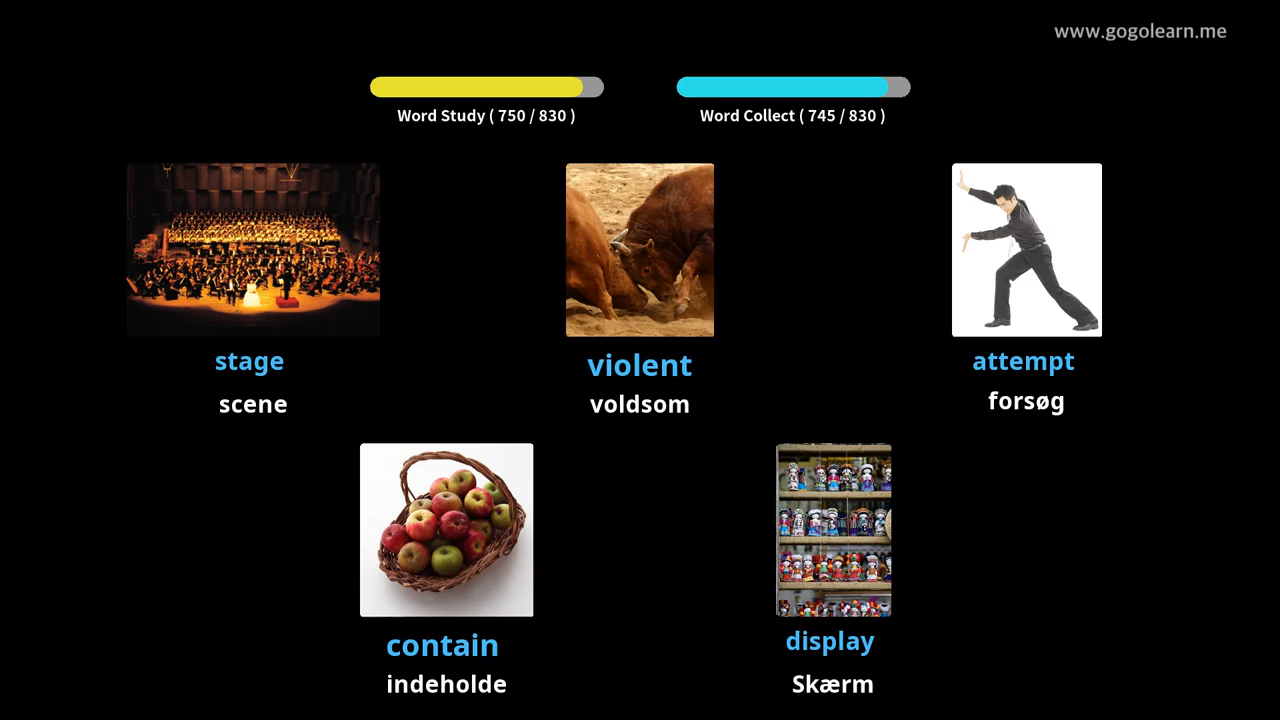 www.gogolearn.me
Word Study ( 750 / 830 )
Word Collect ( 745 / 830 )
stage
scene
violent
voldsom
attempt
forsøg
contain
indeholde
display
Skærm